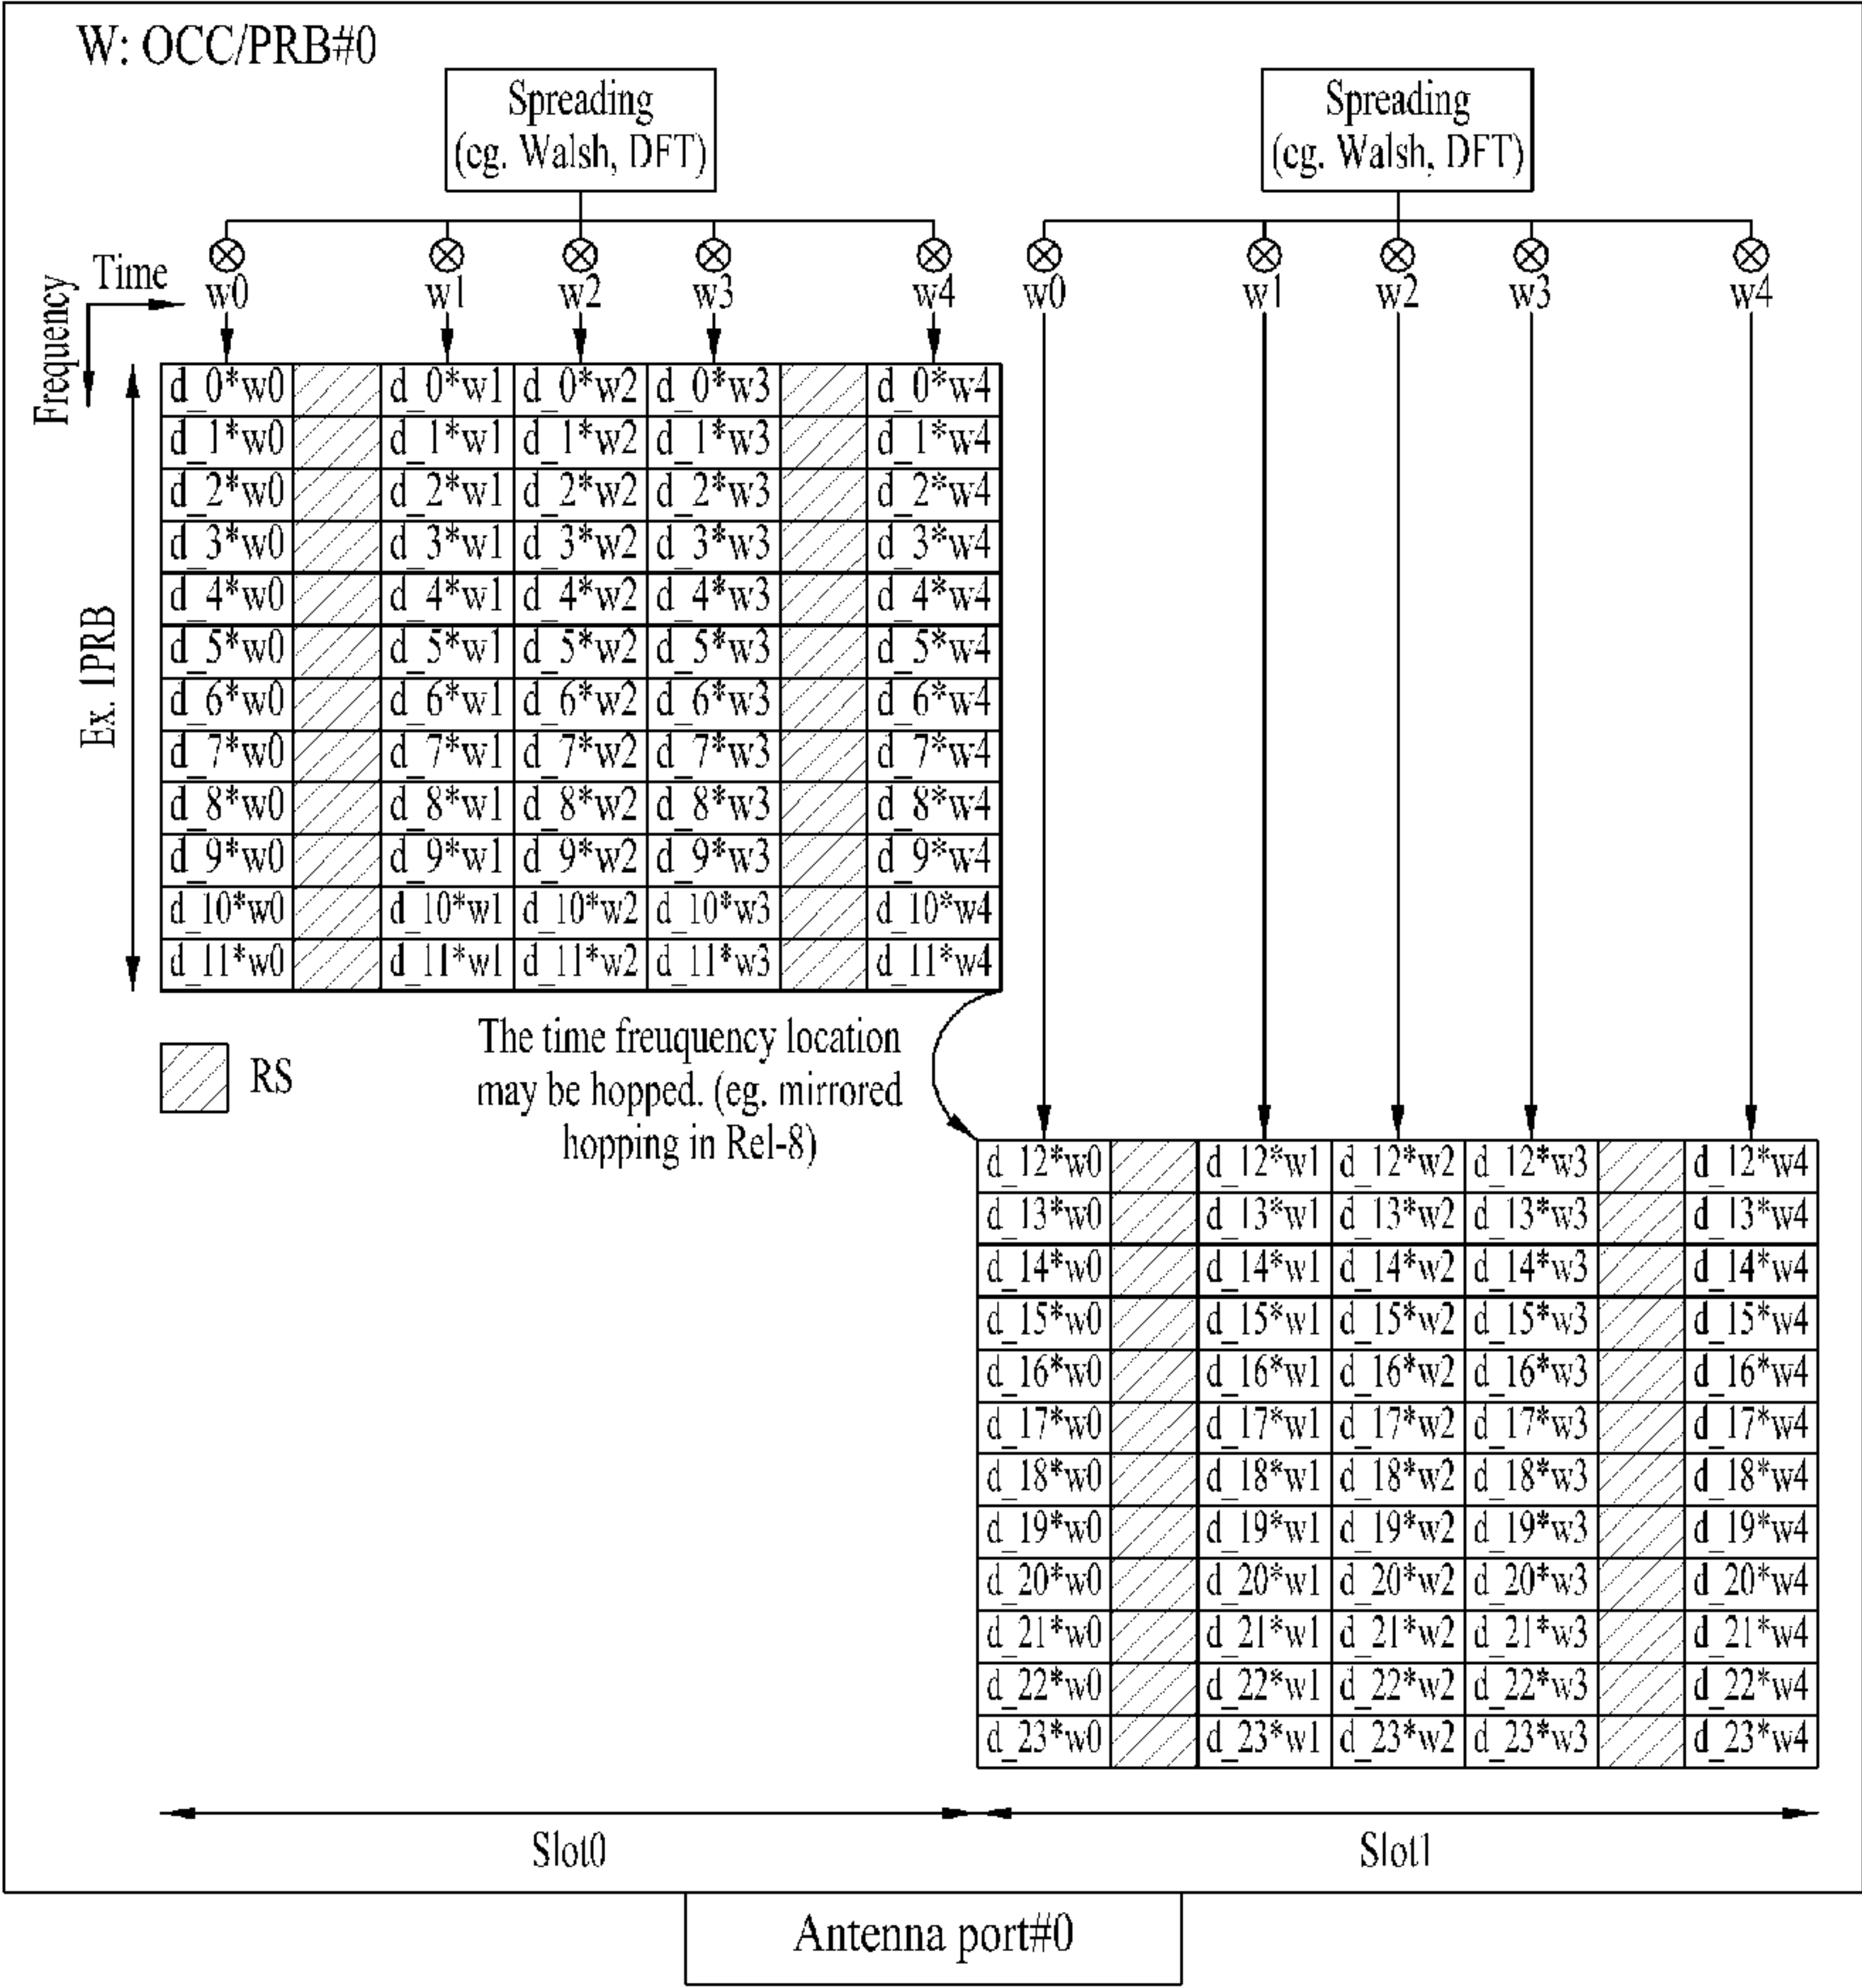 W: OCC/PRB#0
Spreading
(eg. Walsh, DFT)
Spreading
(eg. Walsh, DFT)
Time
Frequency
w0 w1 w2 w3 w4 w0 w1 w2 w3 w4
Ex. 1PRB
d_0*w0 d_0*w1 d_0*w2 d_0*w3 d_0*w4
d_1*w0 d_1*w1 d_1*w2 d_1*w3 d_1*w4
d_2*w0 d_2*w1 d_2*w2 d_2*w3 d_2*w4
d_3*w0 d_3*w1 d_3*w2 d_3*w3 d_3*w4
d_4*w0 d_4*w1 d_4*w2 d_4*w3 d_4*w4
d_5*w0 d_5*w1 d_5*w2 d_5*w3 d_5*w4
d_6*w0 d_6*w1 d_6*w2 d_6*w3 d_6*w4
d_7*w0 d_7*w1 d_7*w2 d_7*w3 d_7*w4
d_8*w0 d_8*w1 d_8*w2 d_8*w3 d_8*w4
d_9*w0 d_9*w1 d_9*w2 d_9*w3 d_9*w4
d_10*w0 d_10*w1 d_10*w2 d_10*w3 d_10*w4
d_11*w0 d_11*w1 d_11*w2 d_11*w3 d_11*w4
RS
The time freuquency location
may be hopped. (eg. mirrored
hopping in Rel-8)
d_12*w0 d_12*w1 d_12*w2 d_12*w3 d_12*w4
d_13*w0 d_13*w1 d_13*w2 d_13*w3 d_13*w4
d_14*w0 d_14*w1 d_14*w2 d_14*w3 d_14*w4
d_15*w0 d_15*w1 d_15*w2 d_15*w3 d_15*w4
d_16*w0 d_16*w1 d_16*w2 d_16*w3 d_16*w4
d_17*w0 d_17*w1 d_17*w2 d_17*w3 d_17*w4
d_18*w0 d_18*w1 d_18*w2 d_18*w3 d_18*w4
d_19*w0 d_19*w1 d_19*w2 d_19*w3 d_19*w4
d_20*w0 d_20*w1 d_20*w2 d_20*w3 d_20*w4
d_21*w0 d_21*w1 d_21*w2 d_21*w3 d_21*w4
d_22*w0 d_22*w1 d_22*w2 d_22*w3 d_22*w4
d_23*w0 d_23*w1 d_23*w2 d_23*w3 d_23*w4
Slot0 Slot1
Antenna port#0